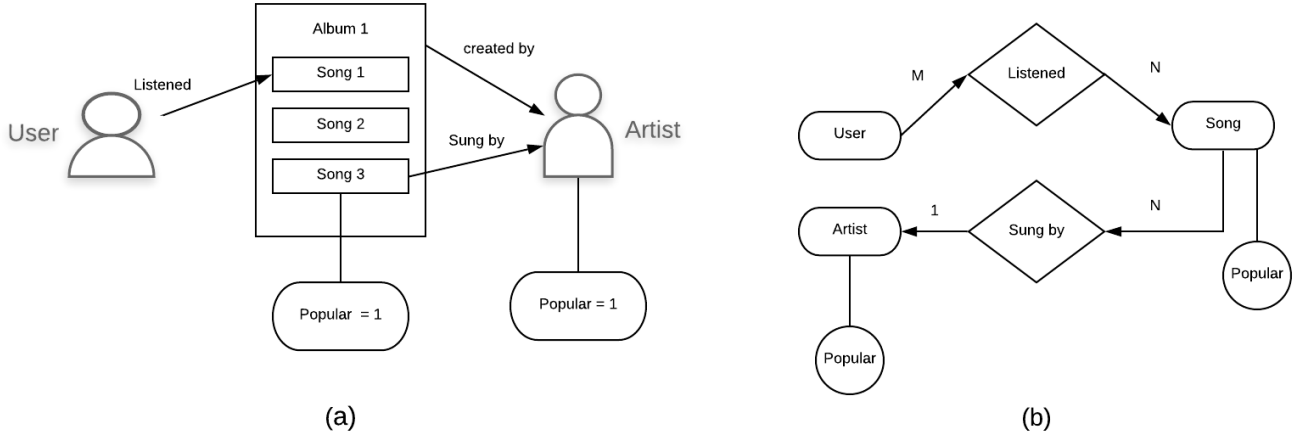 Album 1
created by
Song 1
Listened
User
Song 2
Artist
Sung by
Song 3
Popular = 1
Popular = 1
(a)
M
Listened
N
User
Song
Artist
1
Sung by
N
Popular
Popular
(b)